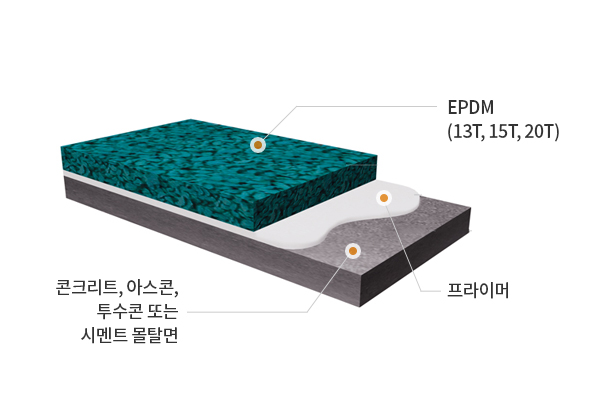 EPDM
(13T, 15T, 20T)
콘크리트, 아스콘,
투수콘 또는
시멘트 몰탈면
프라이머